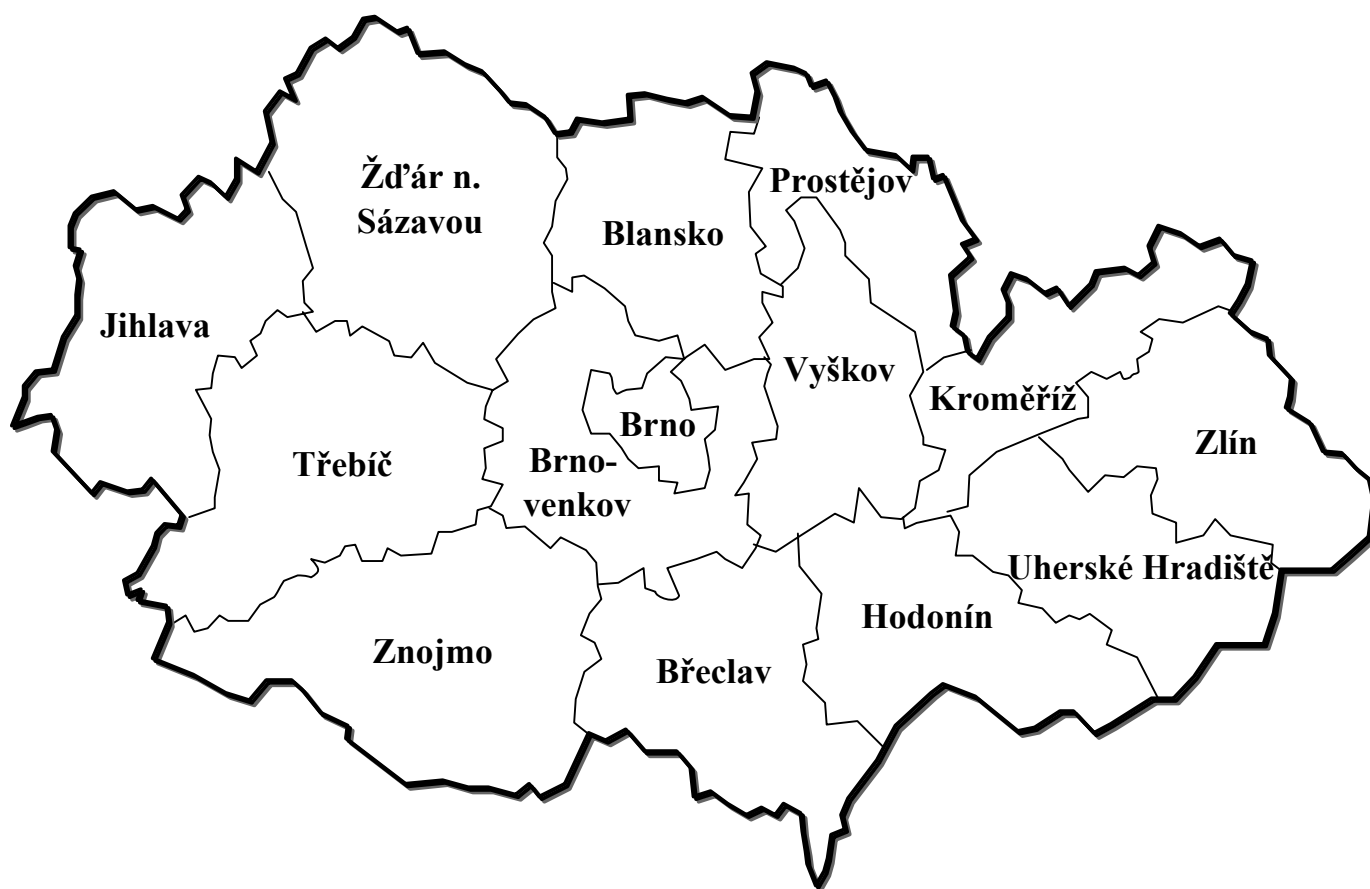 Žďár n.
Sázavou
Prostějov
Blansko
Jihlava
Vyškov
Kroměříž
Brno
Zlín
Třebíč
Brno-
venkov
Uherské Hradiště
Hodonín
Znojmo
Břeclav